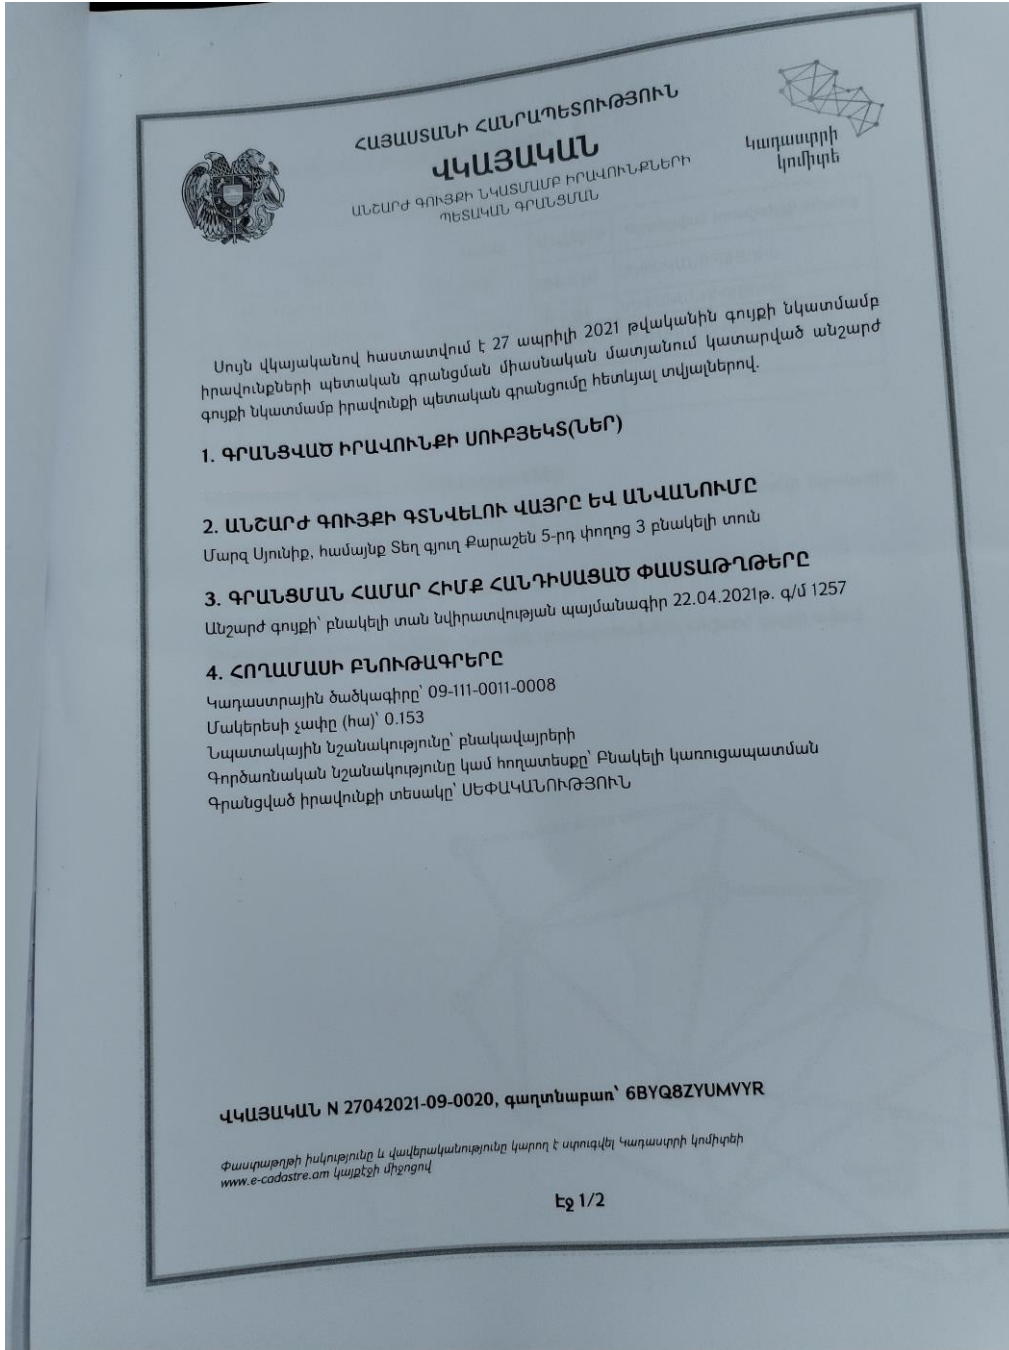 ՀԱՅԱՍՏԱՆԻ ՀԱՆՐԱՊԵՏՈՒԹՅՈՒՆ
ՎԿԱՅԱԿԱՆ
ԱՆՇԱՐԺ ԳՈՒՅՔԻ ՆԿԱՏՄԱՄԲ ԻՐԱՎՈՒՆՔՆԵՐԻ
ՊԵՏԱԿԱՆ ԳՐԱՆՑՄԱՆ
Կադաստրի
կոմիտե
Սույն վկայականով հաստատվում է 27 ապրիլի 2021 թվականին գույքի նկատմամբ
իրավունքների պետական գրանցման միասնական մատյանում կատարված անշարժ
գույքի նկատմամբ իրավունքի պետական գրանցումը հետևյալ տվյալներով.
1. ԳՐԱՆՑՎԱԾ ԻՐԱՎՈՒՆՔԻ ՍՈՒԲՅԵԿՏ(ՆԵՐ)
2. ԱՆՇԱՐԺ ԳՈՒՅՔԻ ԳՏՆՎԵԼՈՒ ՎԱՅՐԸ ԵՎ ԱՆՎԱՆՈՒՄԸ
Մարզ Սյունիք, համայնք Տեղ գյուղ Քարաշեն 5-րդ փողոց 3 բնակելի տուն
3. ԳՐԱՆՑՄԱՆ ՀԱՄԱՐ ՀԻՄՔ ՀԱՆԴԻՍԱՑԱԾ ՓԱՍՏԱԹՂԹԵՐԸ
Անշարժ գույքի՝ բնակելի տան նվիրատվության պայմանագիր 22.04.2021թ. գ/մ 1257
4. ՀՈՂԱՄԱՍԻ ԲՆՈՒԹԱԳՐԵՐԸ
Կադաստրային ծածկագիրը՝ 09-111-0011-0008
Մակերեսի չափը (հա)՝ 0.153
Նպատակային նշանակությունը՝ բնակավայրերի
Գործառնական նշանակությունը կամ հողատեսքը՝ Բնակելի կառուցապատման
Գրանցված իրավունքի տեսակը՝ ՍԵՓԱԿԱՆՈՒԹՅՈՒՆ
ՎԿԱՅԱԿԱՆ N 27042021-09-0020, գաղտնաբառ՝ 6BYQ8ZYUMVYR
Փաստաթղթի իսկությունը և վավերականությունը կարող է ստուգվել Կադաստրի կոմիտեի
www.e-cadastre.am կայքէջի միջոցով
Էջ 1/2